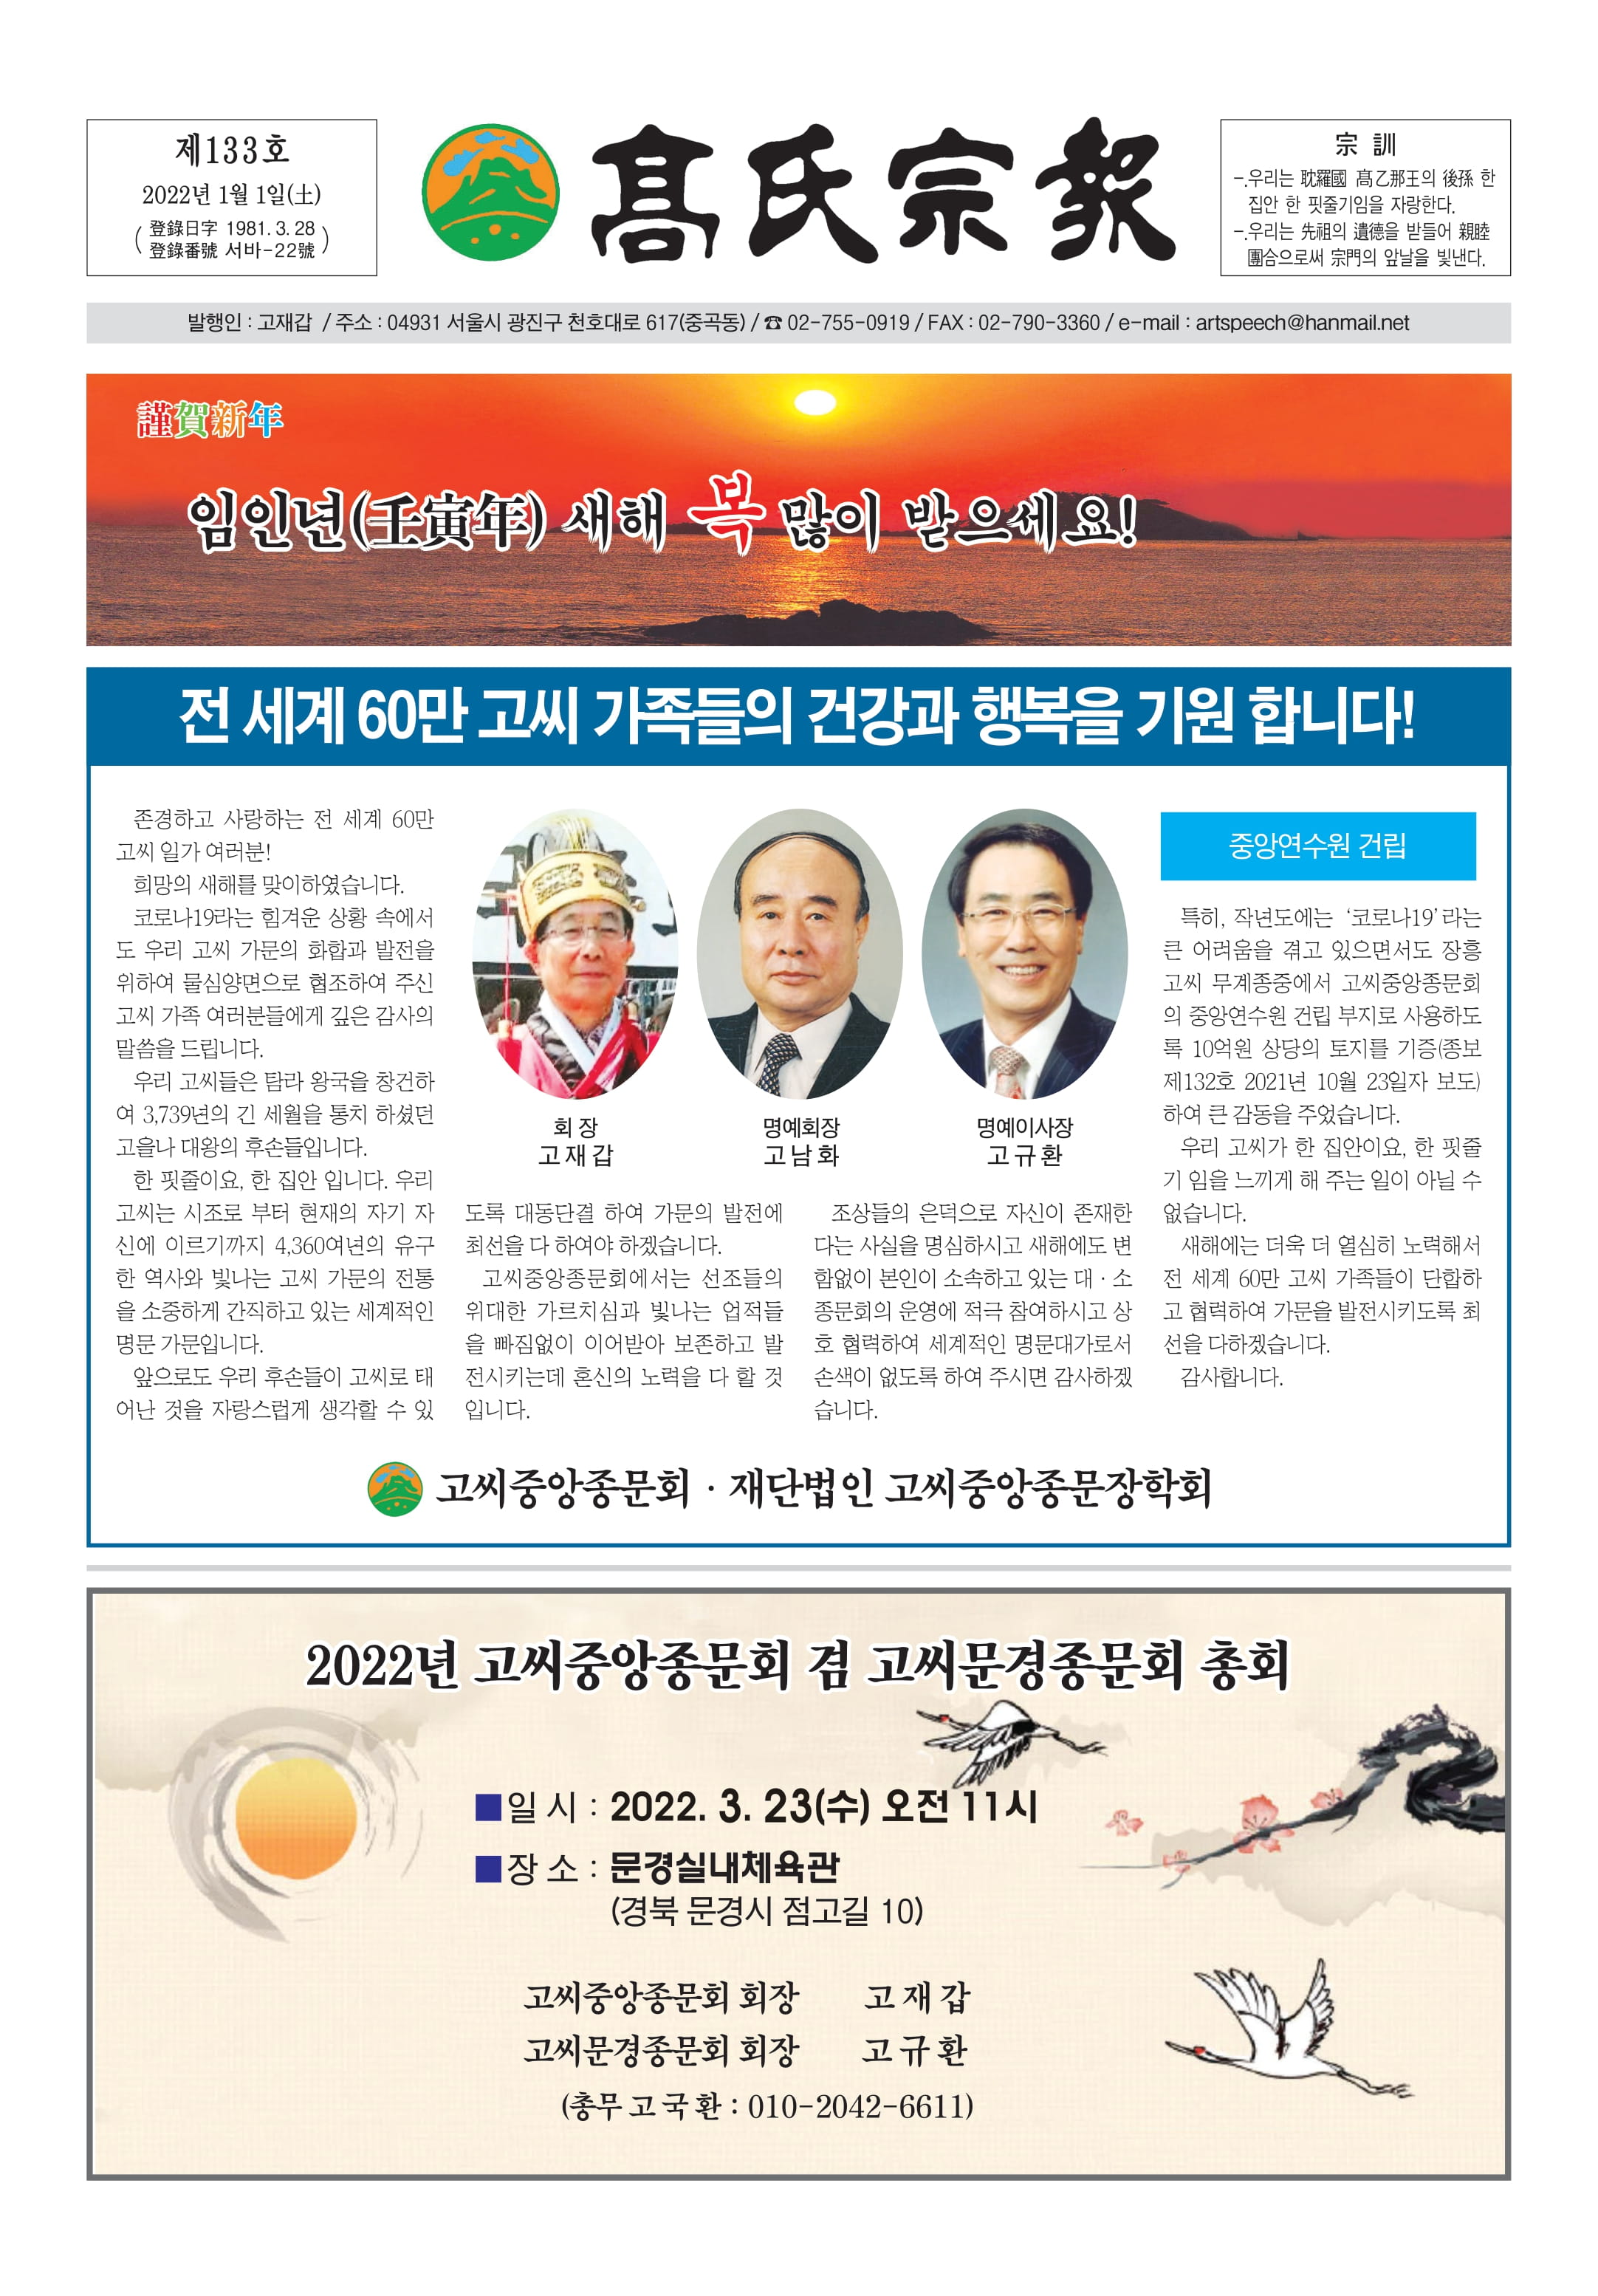 제133호
2022년 1월 1일(土)
( 登錄日字 1981. 3. 28
登錄番號 서바-22號 )
髙氏宗報
宗 訓
-.우리는 耽羅國 髙乙那王의 後孫 한
집안 한 핏줄기임을 자랑한다.
-.우리는 先祖의 遺德을 받들어 親睦
團合으로써 宗門의 앞날을 빛낸다.
발행인 : 고재갑 / 주소 : 04931 서울시 광진구 천호대로 617(중곡동) / ☎ 02-755-0919 / FAX : 02-790-3360 / e-mail : artspeech@hanmail.net
謹賀新年
임인년(壬寅年) 새해 복 많이 받으세요!
전 세계 60만 고씨 가족들의 건강과 행복을 기원 합니다!
존경하고 사랑하는 전 세계 60만
고씨 일가 여러분!
희망의 새해를 맞이하였습니다.
코로나19라는 힘겨운 상황 속에서
도 우리 고씨 가문의 화합과 발전을
위하여 물심양면으로 협조하여 주신
고씨 가족 여러분들에게 깊은 감사의
말씀을 드립니다.
우리 고씨들은 탐라 왕국을 창건하
여 3,739년의 긴 세월을 통치 하셨던
고을나 대왕의 후손들입니다.
한 핏줄이요, 한 집안 입니다. 우리
고씨는 시조로 부터 현재의 자기 자
신에 이르기까지 4,360여년의 유구
한 역사와 빛나는 고씨 가문의 전통
을 소중하게 간직하고 있는 세계적인
명문 가문입니다.
앞으로도 우리 후손들이 고씨로 태
어난 것을 자랑스럽게 생각할 수 있
회 장
고 재 갑
명예회장
고 남 화
명예이사장
고 규 환
도록 대동단결 하여 가문의 발전에
최선을 다 하여야 하겠습니다.
고씨중앙종문회에서는 선조들의
위대한 가르치심과 빛나는 업적들
을 빠짐없이 이어받아 보존하고 발
전시키는데 혼신의 노력을 다 할 것
입니다.
조상들의 은덕으로 자신이 존재한
다는 사실을 명심하시고 새해에도 변
함없이 본인이 소속하고 있는 대 · 소
종문회의 운영에 적극 참여하시고 상
호 협력하여 세계적인 명문대가로서
손색이 없도록 하여 주시면 감사하겠
습니다.
중앙연수원 건립
특히, 작년도에는 ‘코로나19’라는
큰 어려움을 겪고 있으면서도 장흥
고씨 무계종중에서 고씨중앙종문회
의 중앙연수원 건립 부지로 사용하도
록 10억원 상당의 토지를 기증(종보
제132호 2021년 10월 23일자 보도)
하여 큰 감동을 주었습니다.
우리 고씨가 한 집안이요, 한 핏줄
기 임을 느끼게 해 주는 일이 아닐 수
없습니다.
새해에는 더욱 더 열심히 노력해서
전 세계 60만 고씨 가족들이 단합하
고 협력하여 가문을 발전시키도록 최
선을 다하겠습니다.
감사합니다.
고씨중앙종문회 · 재단법인 고씨중앙종문장학회
2022년 고씨중앙종문회 겸 고씨문경종문회 총회
■일 시 : 2022. 3. 23(수) 오전 11시
■장 소 : 문경실내체육관
(경북 문경시 점고길 10)
고씨중앙종문회 회장 고 재 갑
고씨문경종문회 회장 고 규 환
(총무 고 국 환 : 010-2042-6611)